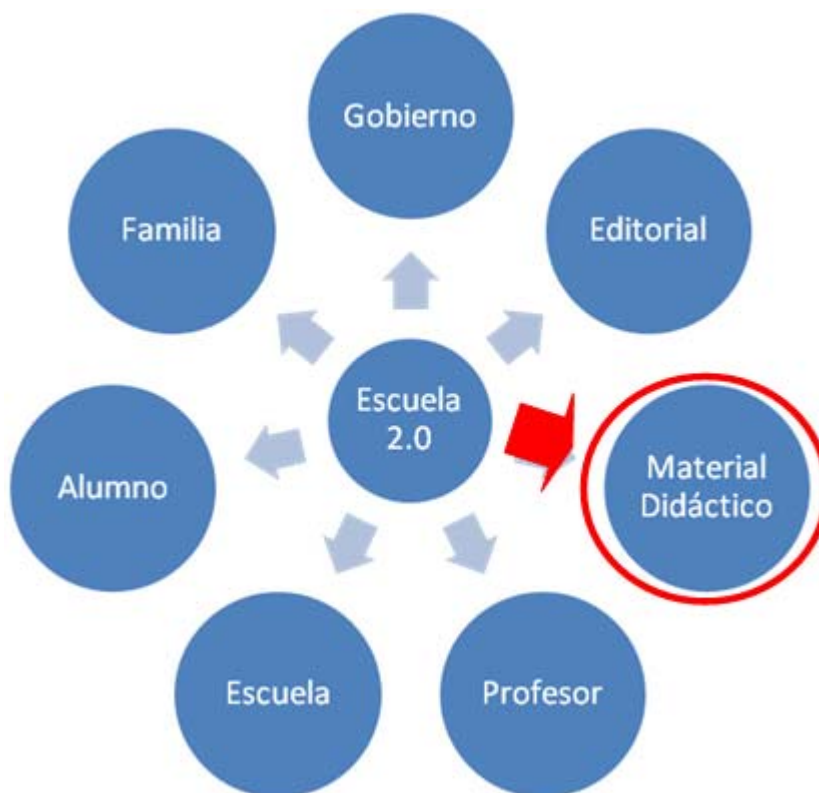 Gobierno
Editorial
Material
Didáctico
Profesor
Escuela
Alumno
Familia
Escuela
2.0